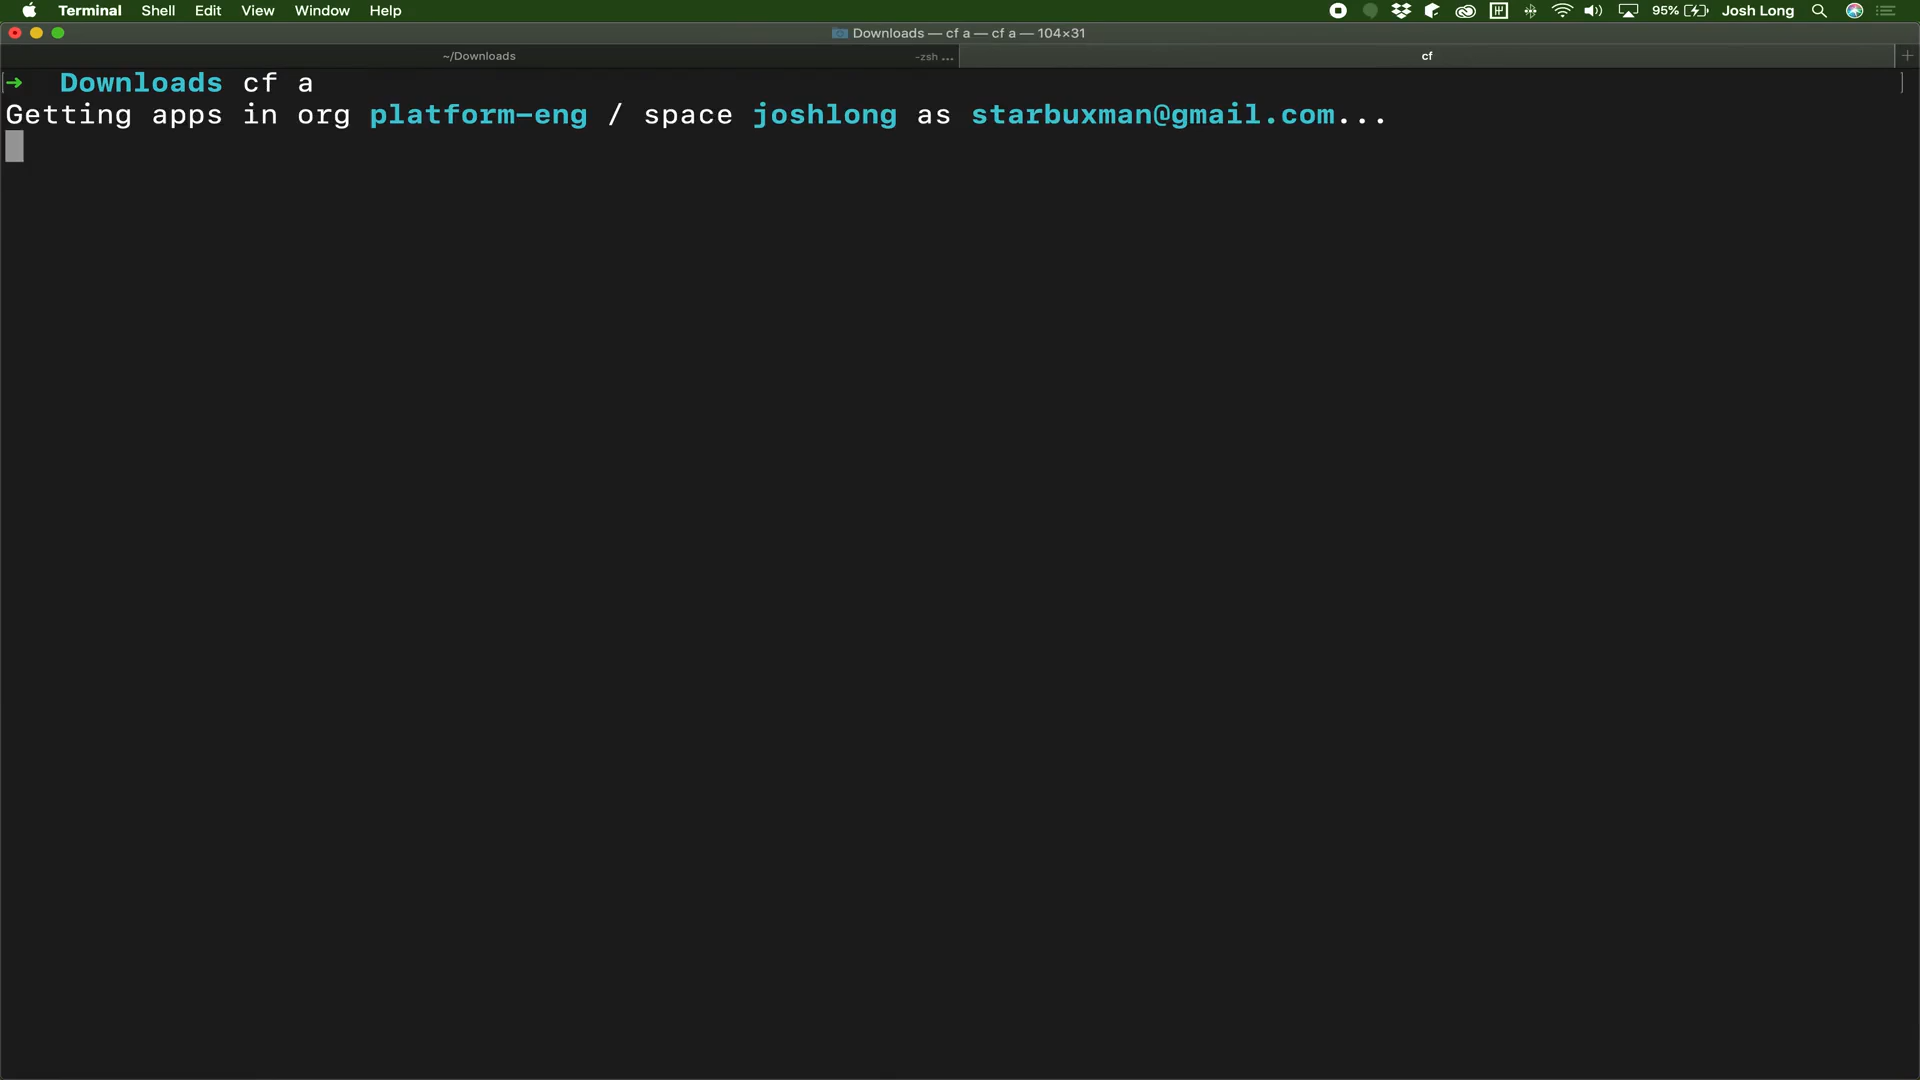 Terminal Shell Edit View Window Help 95% Josh Long
Downloads — cf a — cf a — 104×31
~/Downloads -zsh ... cf
➜ Downloads cf a
Getting apps in org platform-eng / space joshlong as starbuxman@gmail.com...